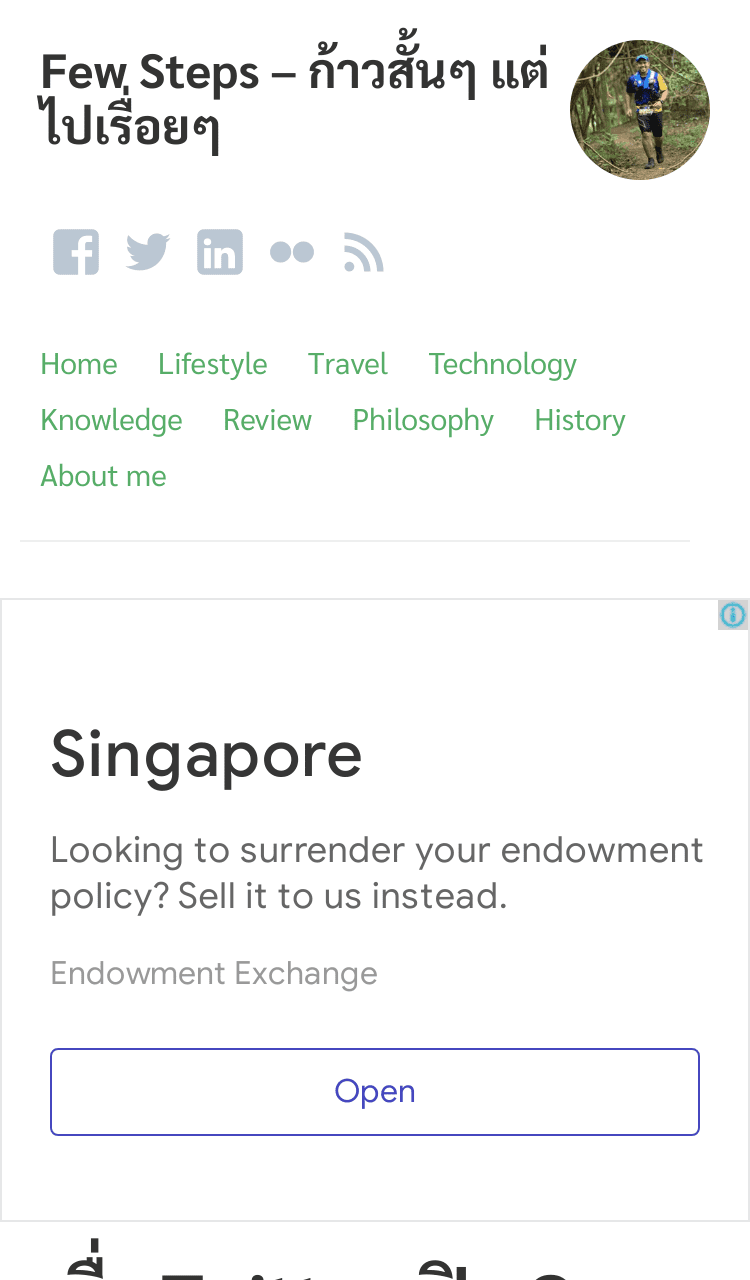 Few Steps – ก้าวสั้นๆ แต่
ไปเรื่อยๆ
Home Lifestyle Travel Technology
Knowledge Review Philosophy History
About me
Singapore
Looking to surrender your endowment
policy? Sell it to us instead.
Endowment Exchange
Open